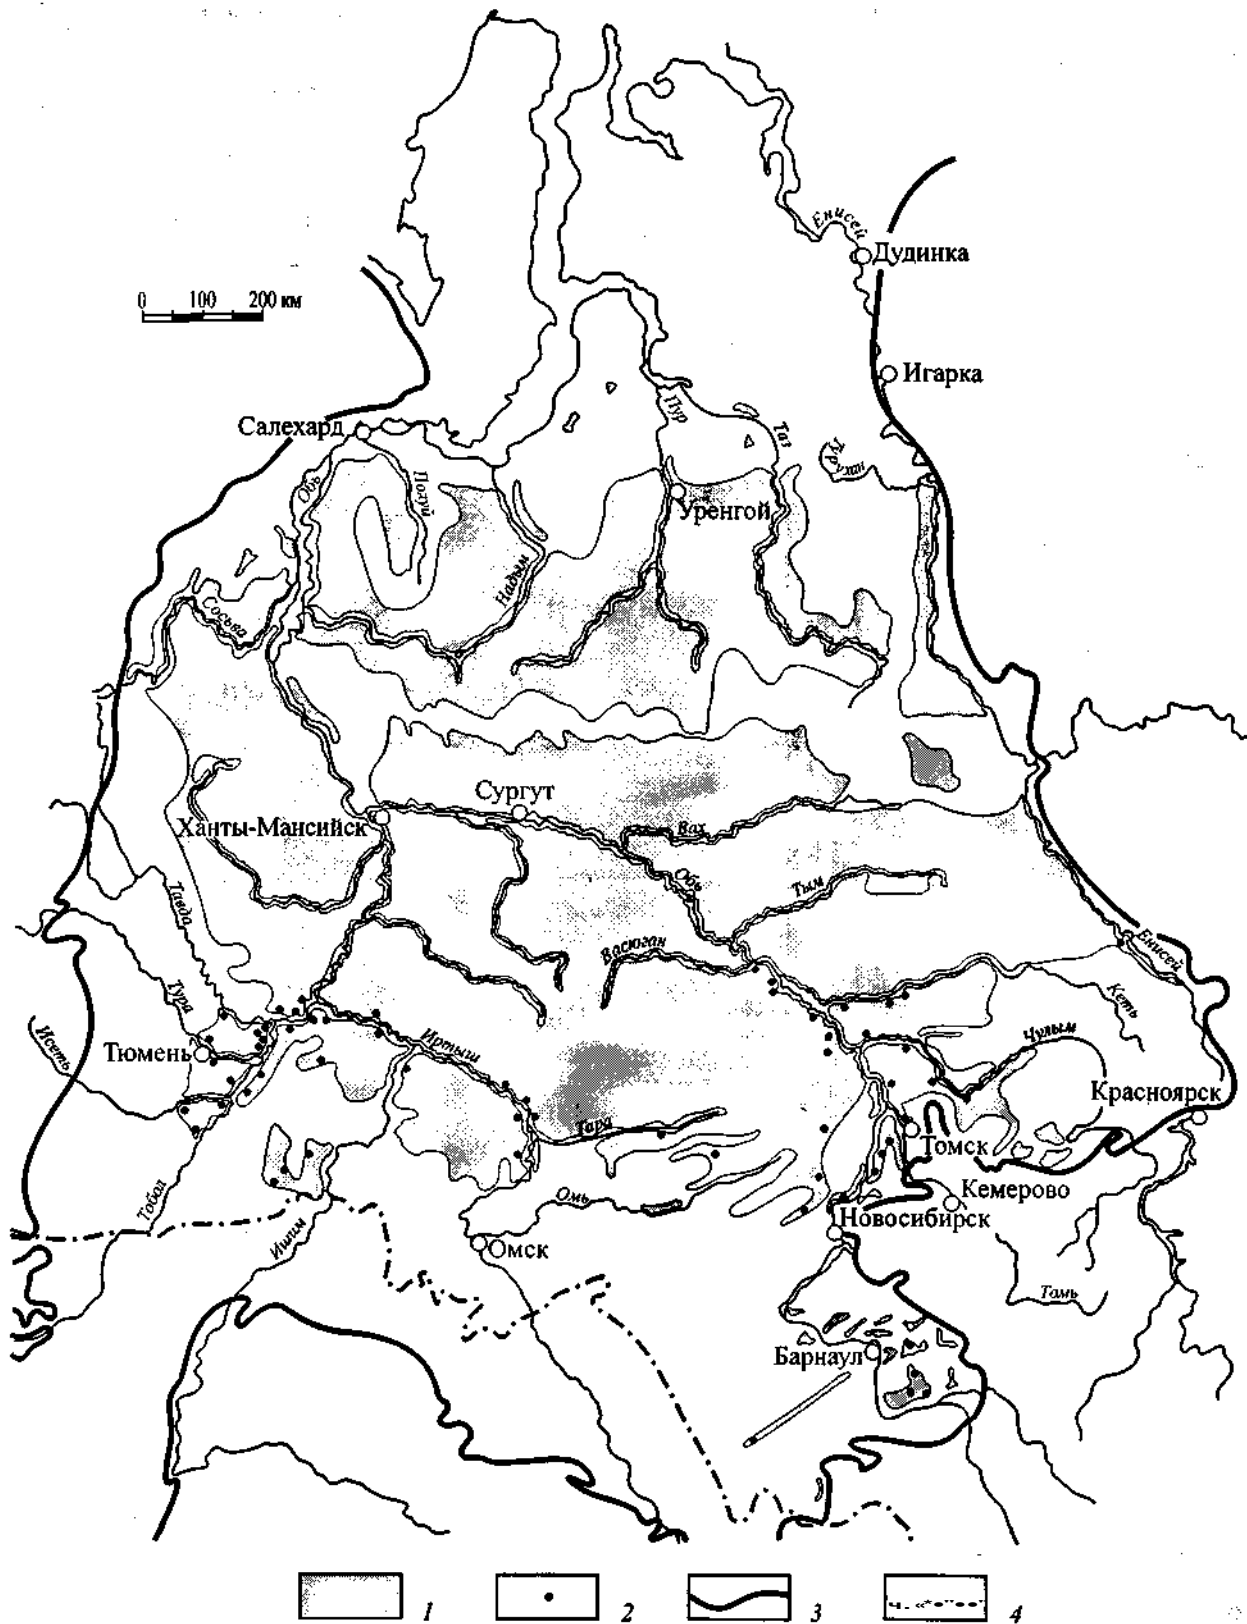 Енисей
Дудинка
0 100 200 км
Игарка
Пур
Таз
Салехард
Турухан
Обь
Полуй
Уренгой
Надым
Сосьва
Сургут
Ханты-Мансийск
Вах
Обь
Тым
Тавда
Васюган
Енисей
Тура
Кеть
Исеть
Иртыш
Чулым
Тюмень
Красноярск
Тара
Томск
Кемерово
Тобол
Омь
Новосибирск
Ишим
Омск
Томь
Барнаул
1 2 3 4